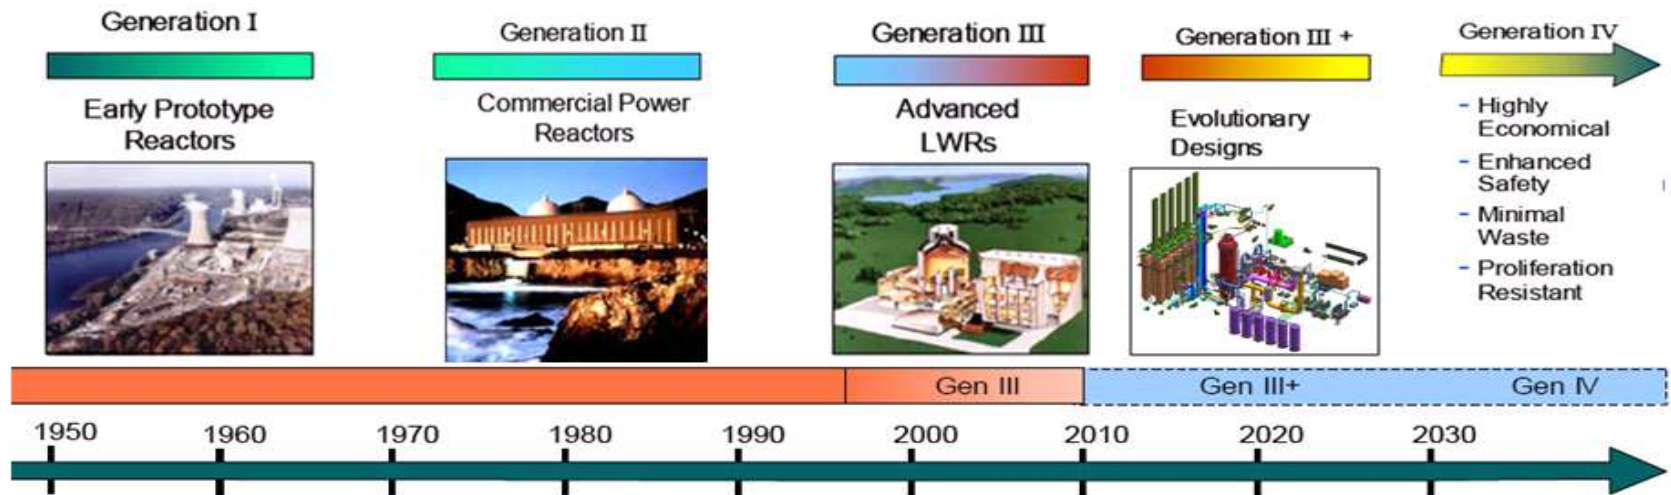 Generation I
Early Prototype
Reactors
Generation II
Commercial Power
Reactors
Generation III
Advanced
LWRs
Generation III +
Evolutionary
Designs
Generation IV
- Highly
Economical
- Enhanced
Safety
- Minimal
Waste
- Proliferation
Resistant
Gen III
Gen III+
Gen IV
1950
1960
1970
1980
1990
2000
2010
2020
2030